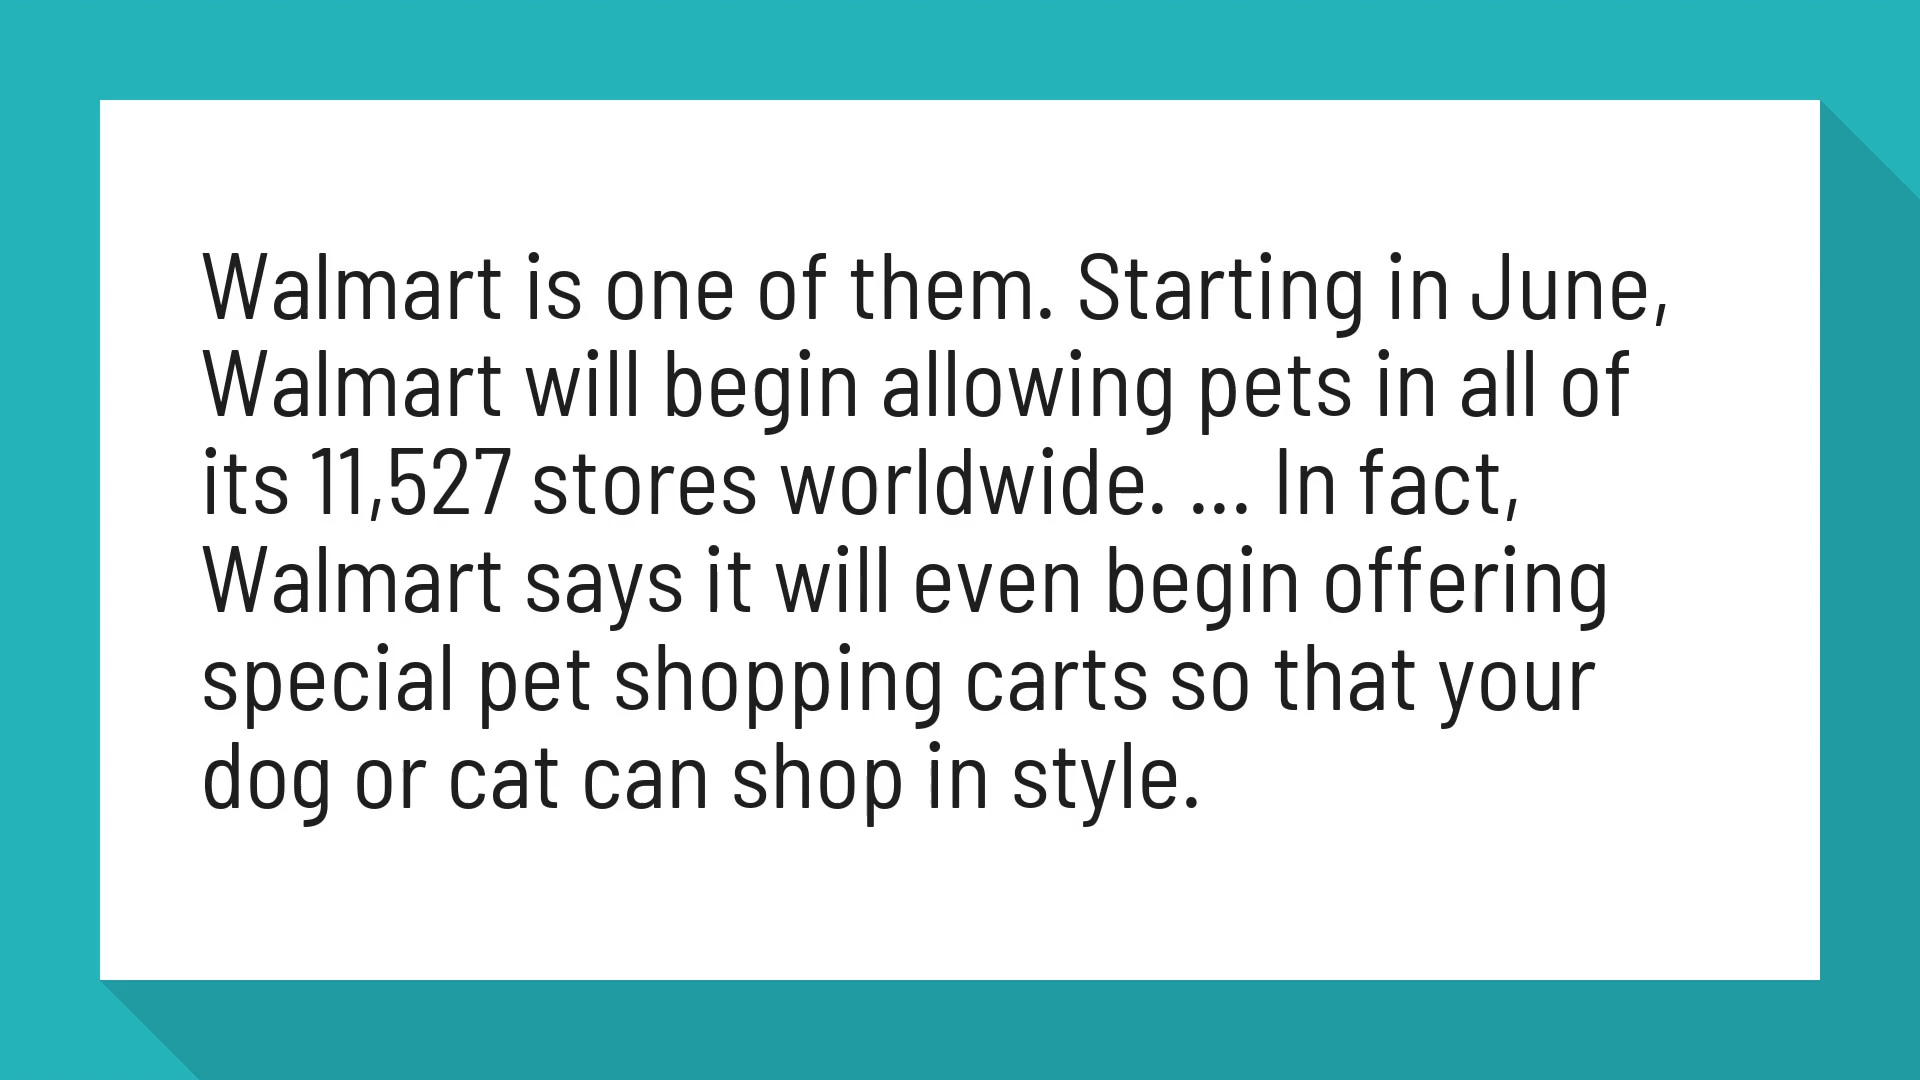 Walmart is one of them. Starting in June,
Walmart will begin allowing pets in all of
its 11,527 stores worldwide. ... In fact,
Walmart says it will even begin offering
special pet shopping carts so that your
dog or cat can shop in style.